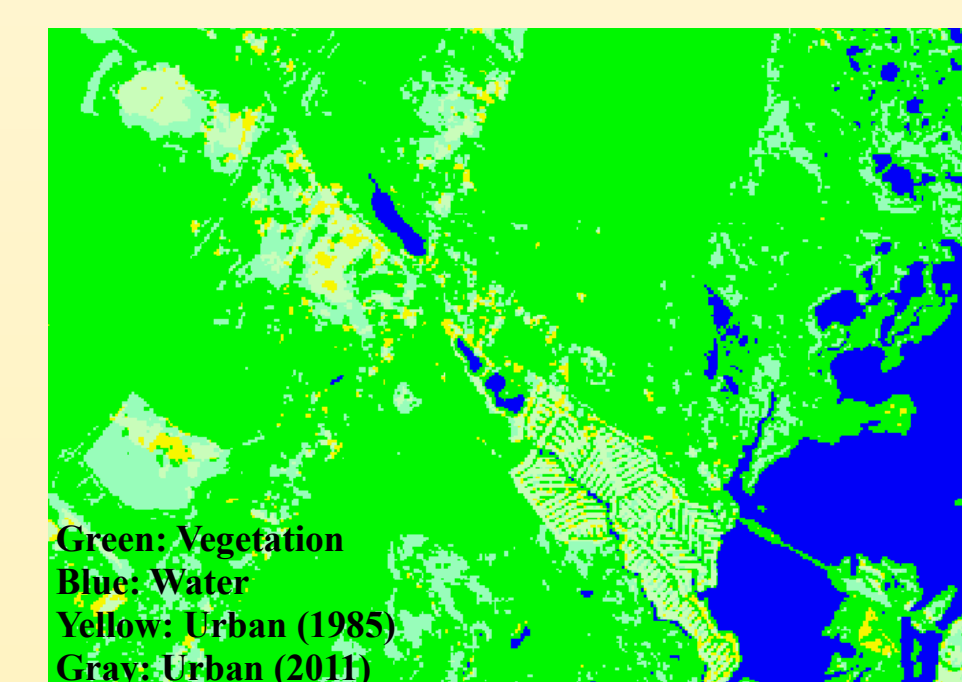 Green: Vegetation
Blue: Water
Yellow: Urban (1985)
Gray: Urban (2011)